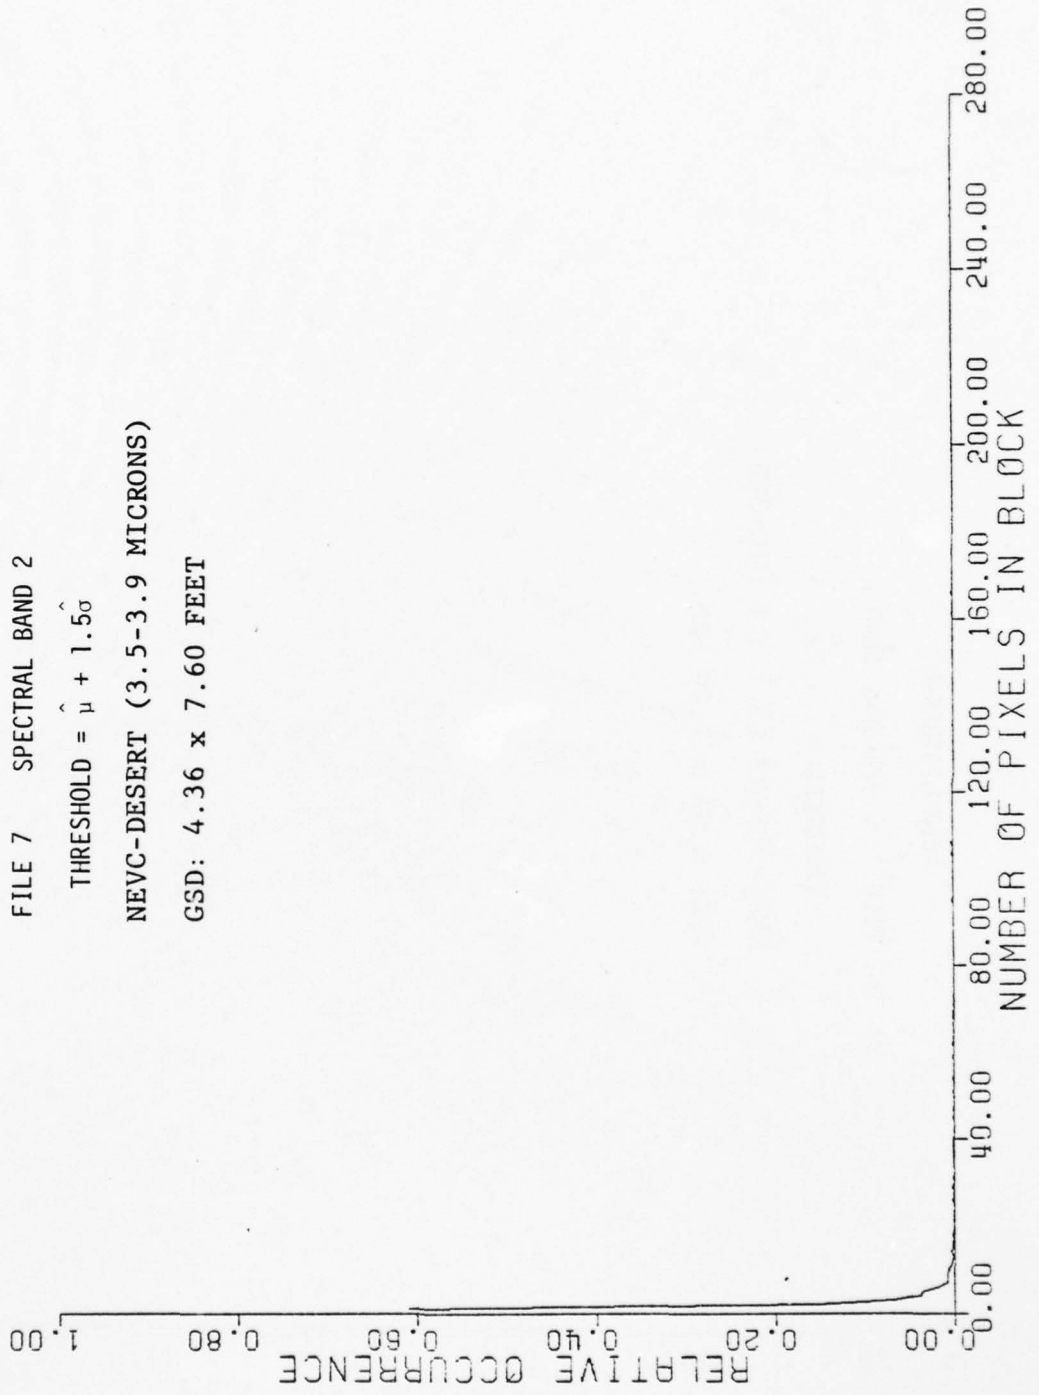 FILE 7 SPECTRAL BAND 2
THRESHOLD = μ̂ + 1.5σ̂
NEVC-DESERT (3.5-3.9 MICRONS)
GSD: 4.36 x 7.60 FEET
RELATIVE OCCURRENCE
1.00
0.80
0.60
0.40
0.20
0.00
0.00 40.00 80.00 120.00 160.00 200.00 240.00 280.00
NUMBER OF PIXELS IN BLOCK